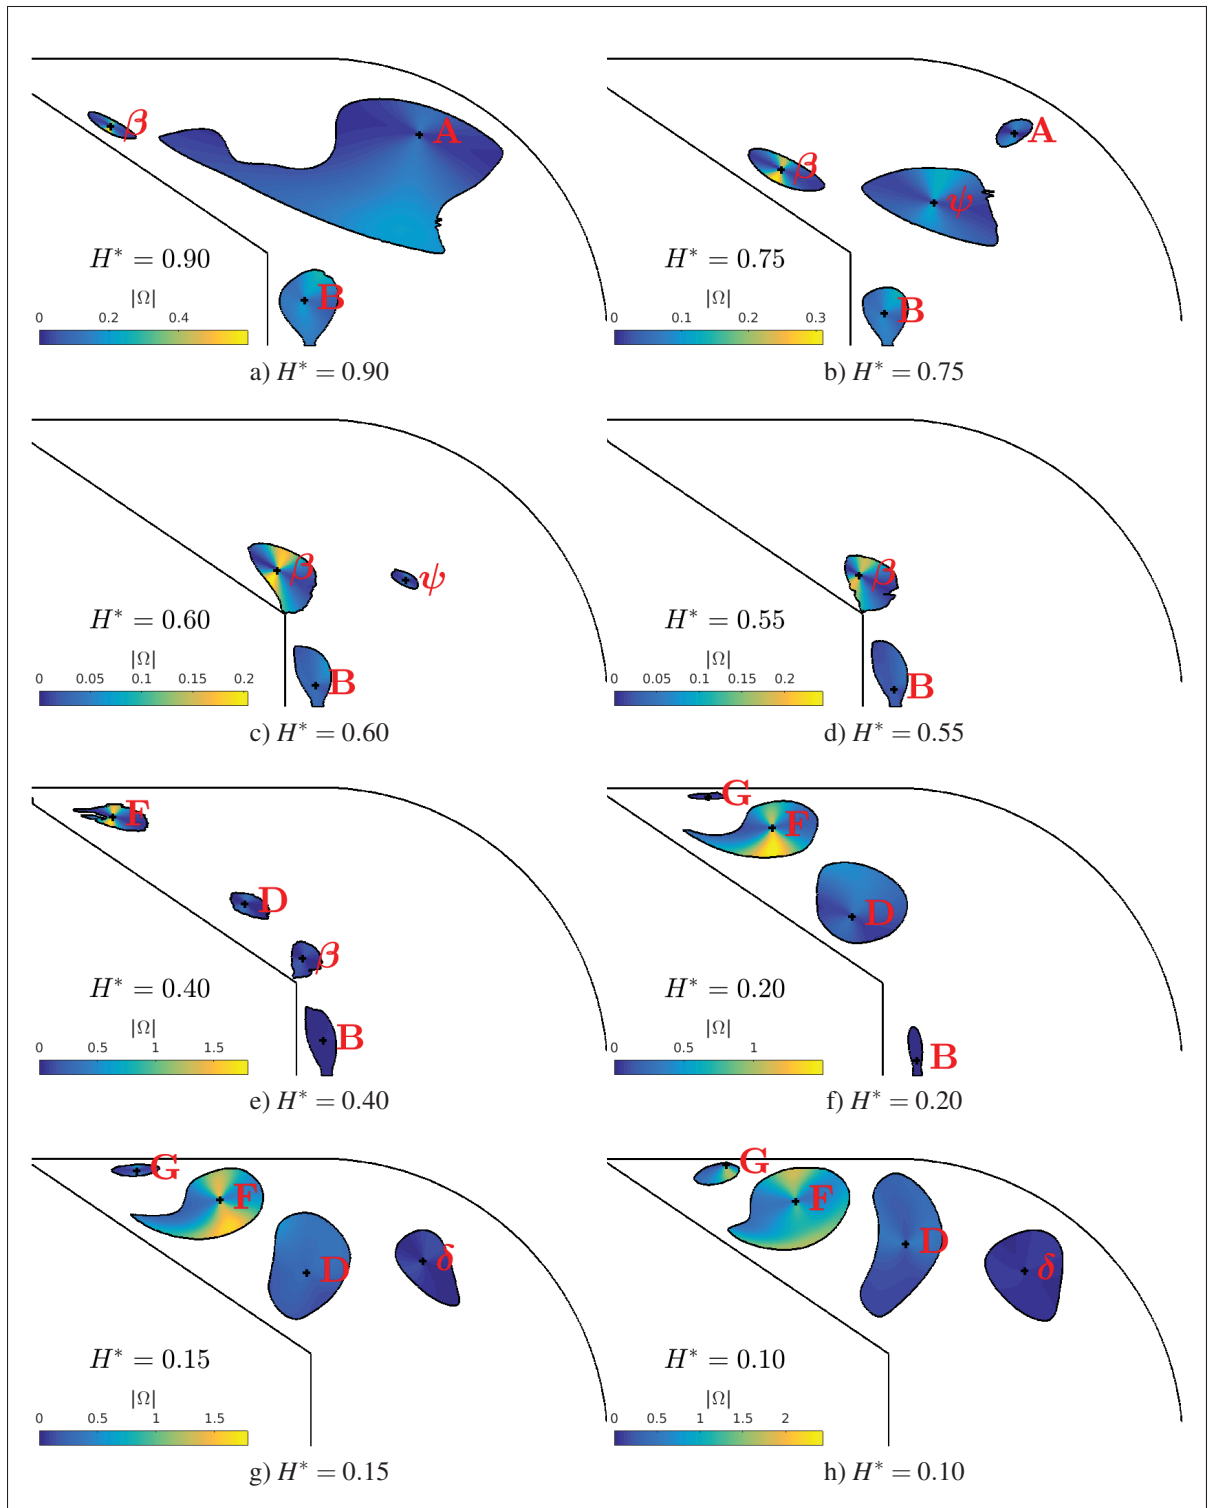 β
A
H* = 0.90
|Ω|
0 0.2 0.4
B
a) H* = 0.90
A
β
ψ
H* = 0.75
|Ω|
0 0.1 0.2 0.3
B
b) H* = 0.75
β
ψ
H* = 0.60
|Ω|
0 0.05 0.1 0.15 0.2
B
c) H* = 0.60
β
H* = 0.55
|Ω|
0.05 0.1 0.15 0.2
B
d) H* = 0.55
F
D
β
H* = 0.40
|Ω|
0 0.5 1 1.5
B
e) H* = 0.40
G
F
D
H* = 0.20
|Ω|
0 0.5 1
B
f) H* = 0.20
G
F
D
δ
H* = 0.15
|Ω|
0 0.5 1 1.5
g) H* = 0.15
G
F
D
δ
H* = 0.10
|Ω|
0 0.5 1 1.5 2
h) H* = 0.10